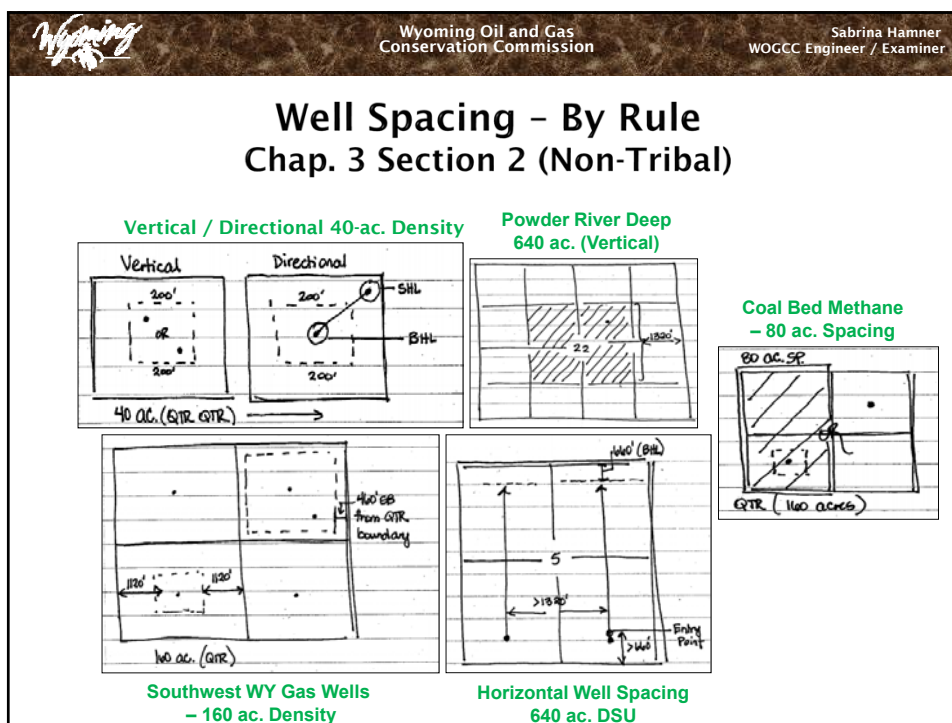 Wyoming
Wyoming Oil and Gas
Conservation Commission
Sabrina Hamner
WOGCC Engineer / Examiner
Well Spacing – By Rule
Chap. 3 Section 2 (Non-Tribal)
Vertical / Directional 40-ac. Density
Vertical
Directional
200'
OR
200'
200'
200'
SHL
BHL
40 AC. (QTR QTR)
Powder River Deep
640 ac. (Vertical)
22
1320'
Coal Bed Methane
– 80 ac. Spacing
80 AC. SP.
OR
QTR (160 acres)
460' SB
from QTR
boundary
1120'
1120'
160 ac. (QTR)
Southwest WY Gas Wells
– 160 ac. Density
660' (BHL)
5
>1320'
Entry
Point
>660'
Horizontal Well Spacing
640 ac. DSU